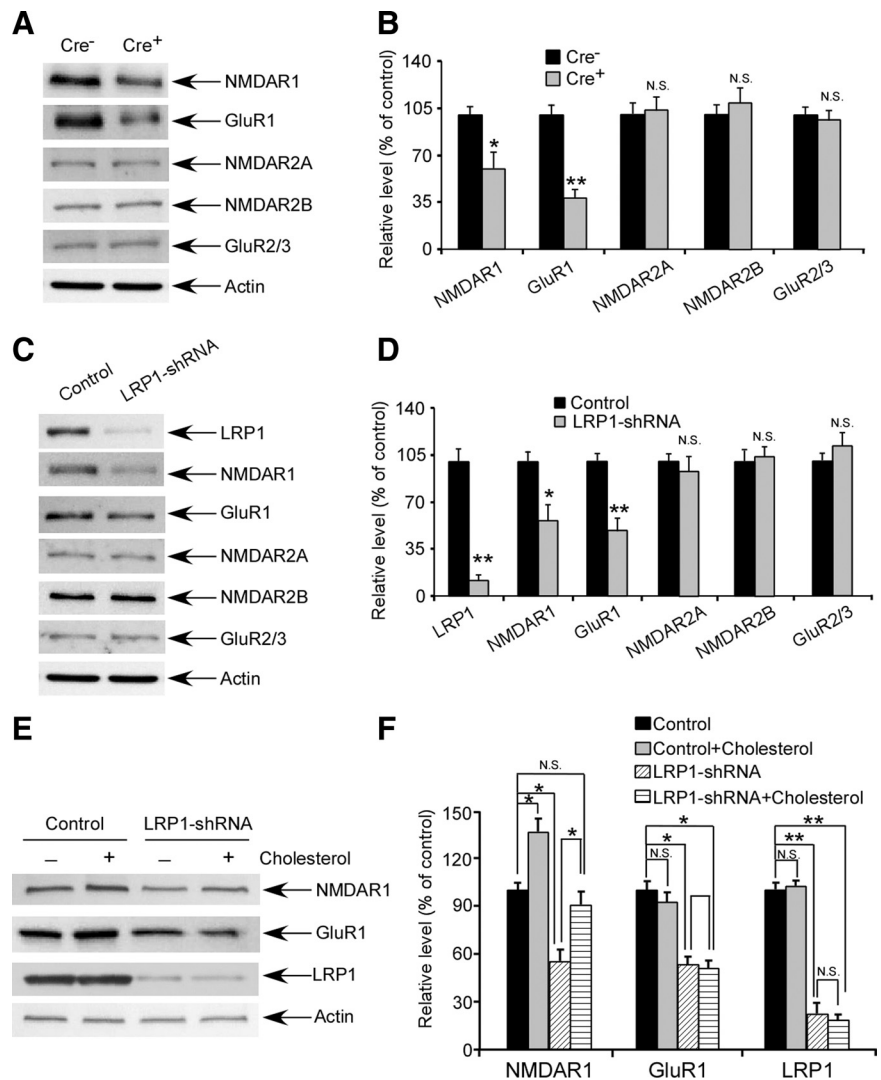 A
Cre- Cre+
NMDAR1
GluR1
NMDAR2A
NMDAR2B
GluR2/3
Actin
B
Cre-
Cre+
Relative level (% of control)
140
105
70
35
0
*
**
N.S.
N.S.
N.S.
NMDAR1
GluR1
NMDAR2A
NMDAR2B
GluR2/3
C
Control
LRP1-shRNA
LRP1
NMDAR1
GluR1
NMDAR2A
NMDAR2B
GluR2/3
Actin
D
Control
LRP1-shRNA
Relative level (% of control)
140
105
70
35
0
**
*
**
N.S.
N.S.
N.S.
LRP1
NMDAR1
GluR1
NMDAR2A
NMDAR2B
GluR2/3
E
Control LRP1-shRNA
– + – + Cholesterol
NMDAR1
GluR1
LRP1
Actin
F
Control
Control+Cholesterol
LRP1-shRNA
LRP1-shRNA+Cholesterol
Relative level (% of control)
150
120
90
60
30
0
N.S.
*
*
*
*
*
N.S.
**
**
N.S.
N.S.
NMDAR1 GluR1 LRP1